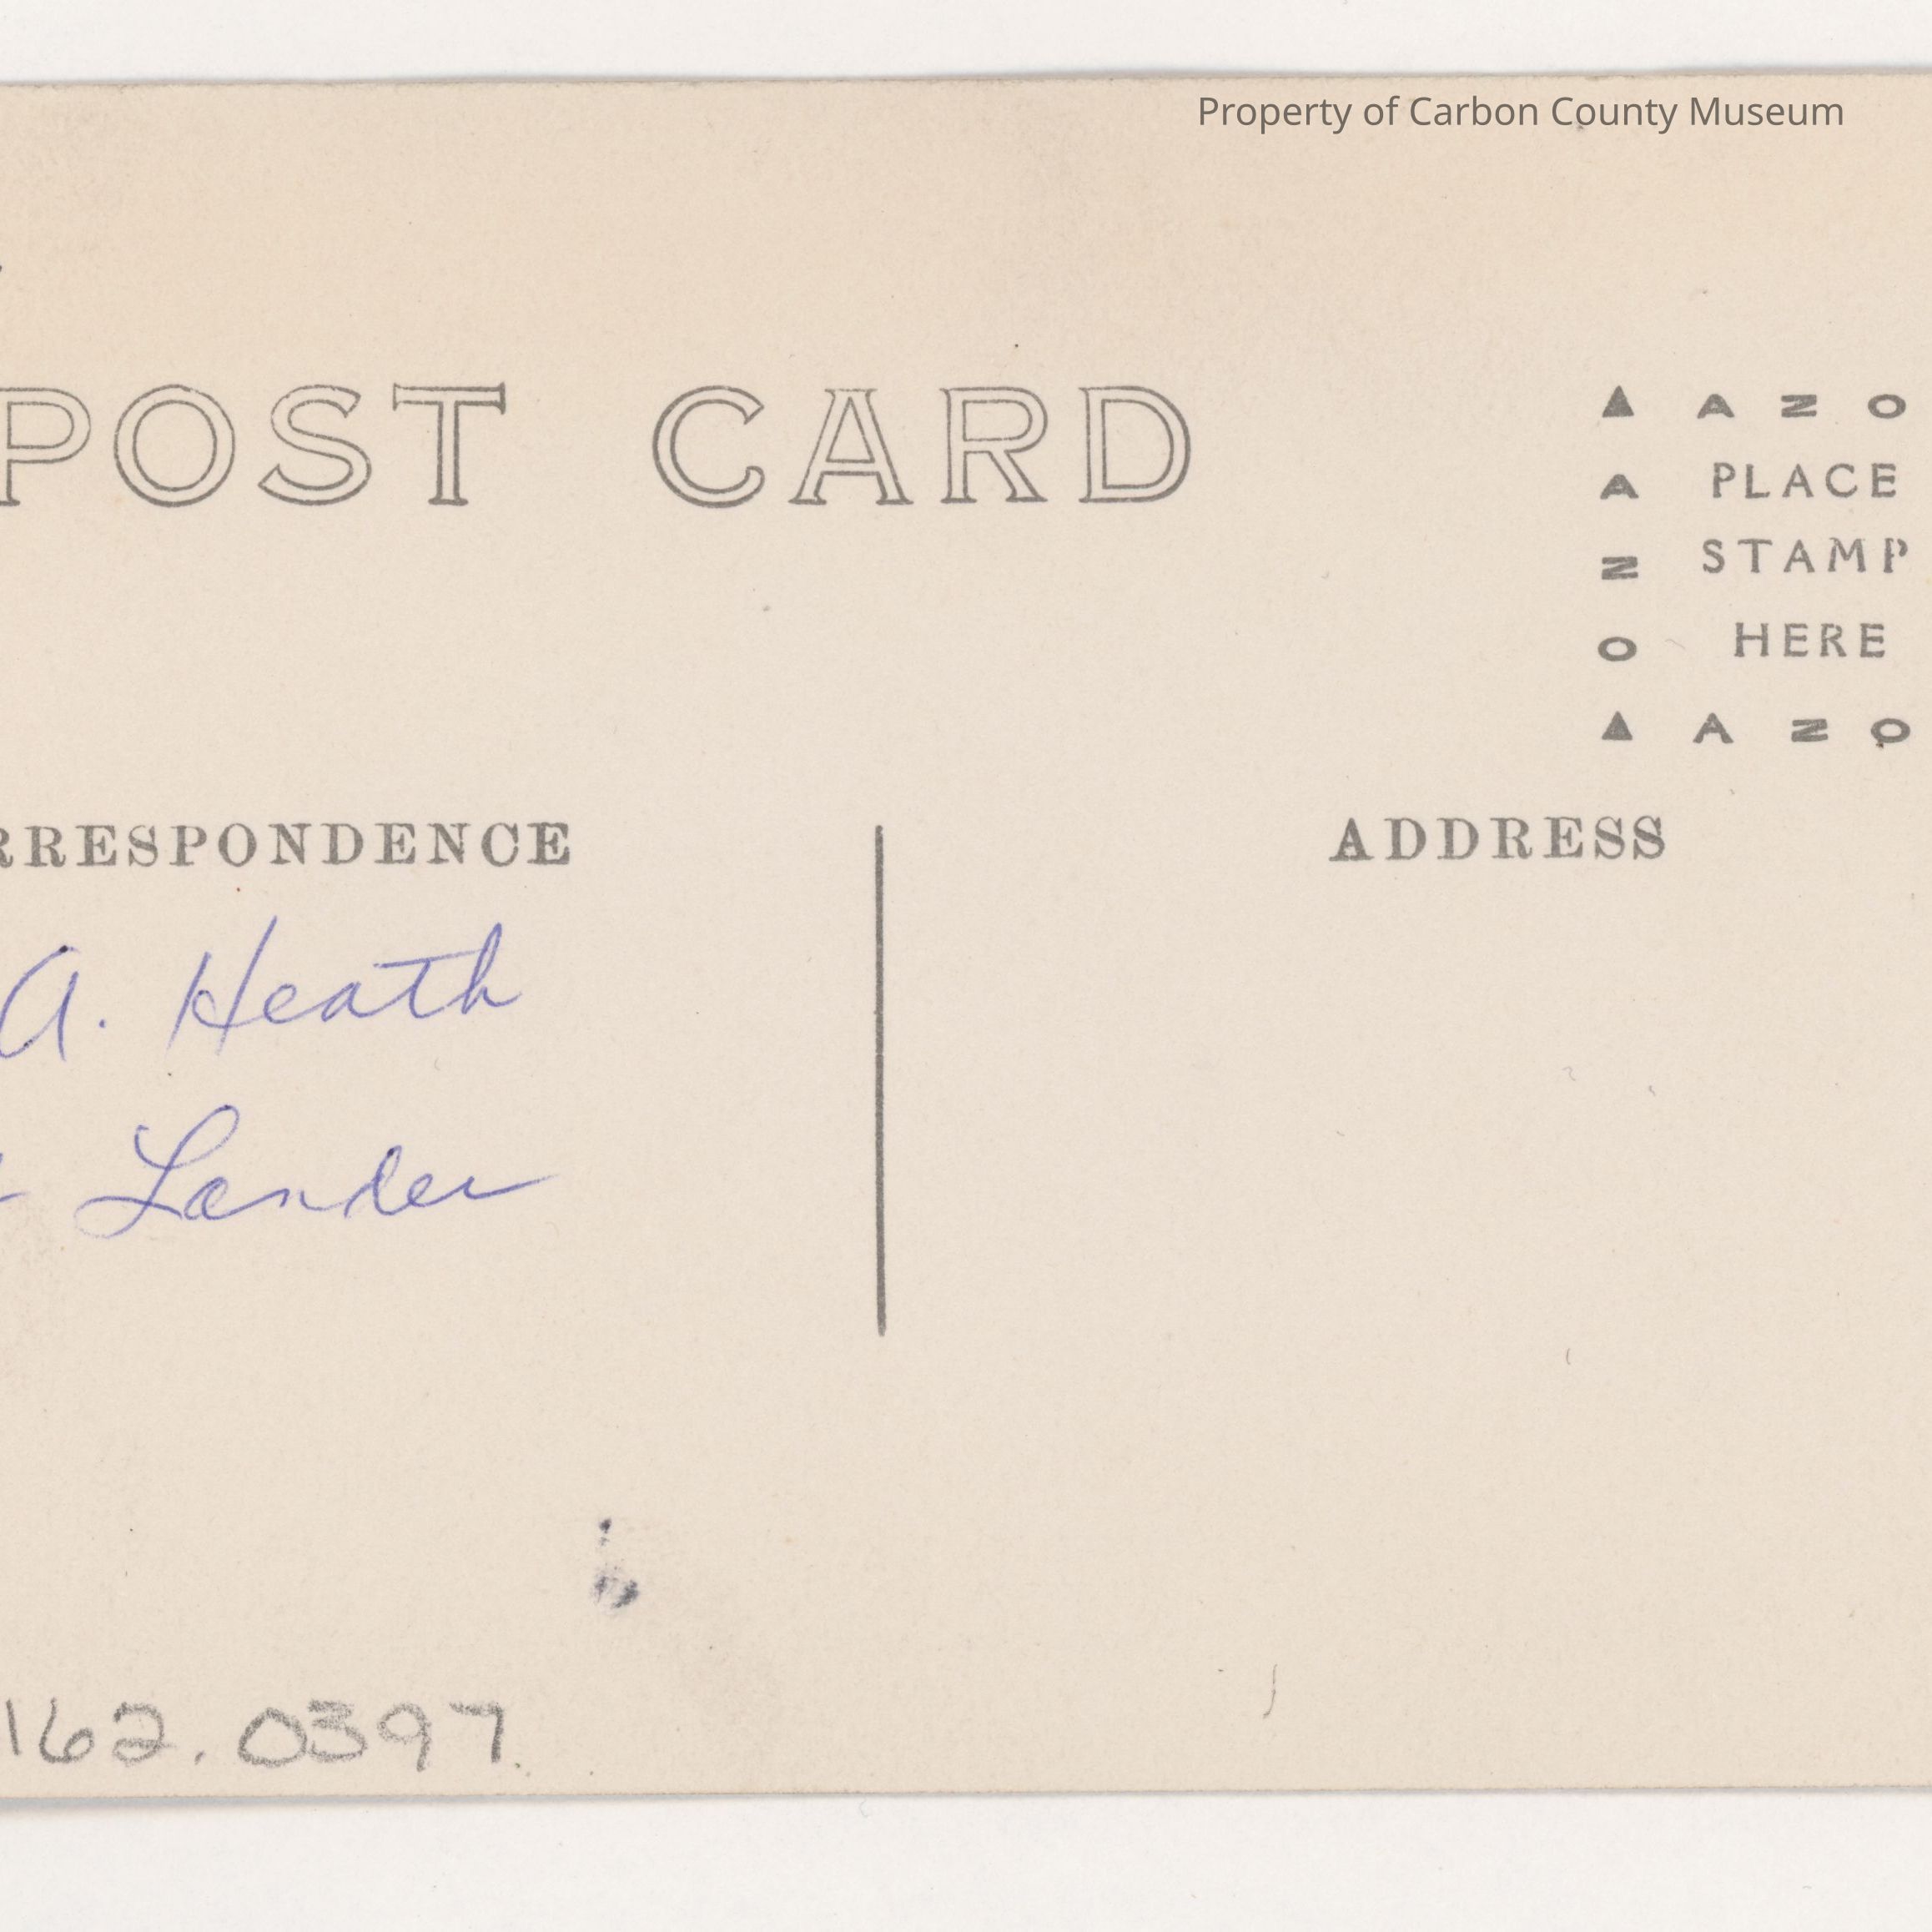 Property of Carbon County Museum
POST CARD
▲ A Z O
A PLACE
Z STAMP
O HERE
▲ A Z O
RRESPONDENCE
ADDRESS
A. Heath
Lander
162.0397.